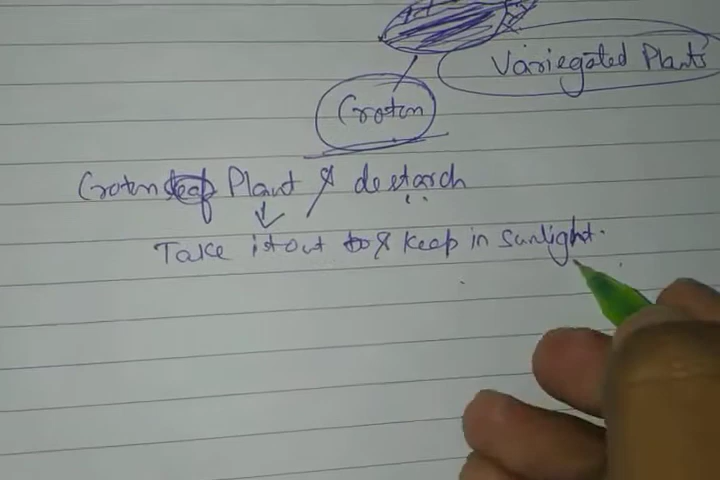 Variegated Plants
Croton
Croton Plant & destarch
Take it out & keep in sunlight.